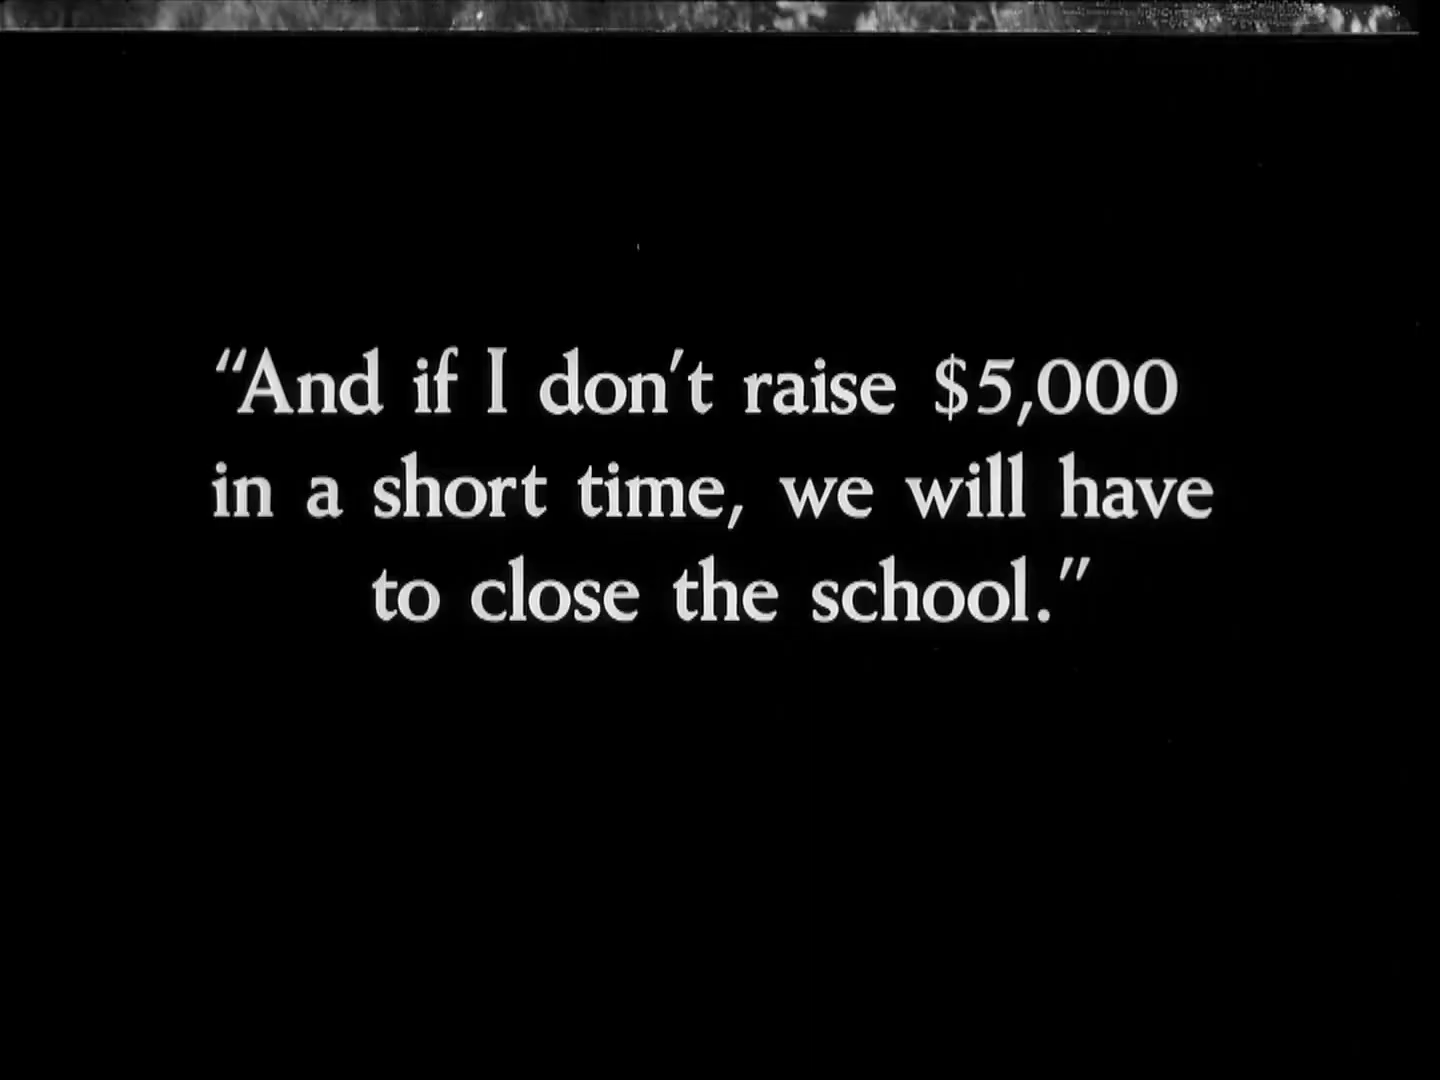 “And if I don't raise $5,000
in a short time, we will have
to close the school.”